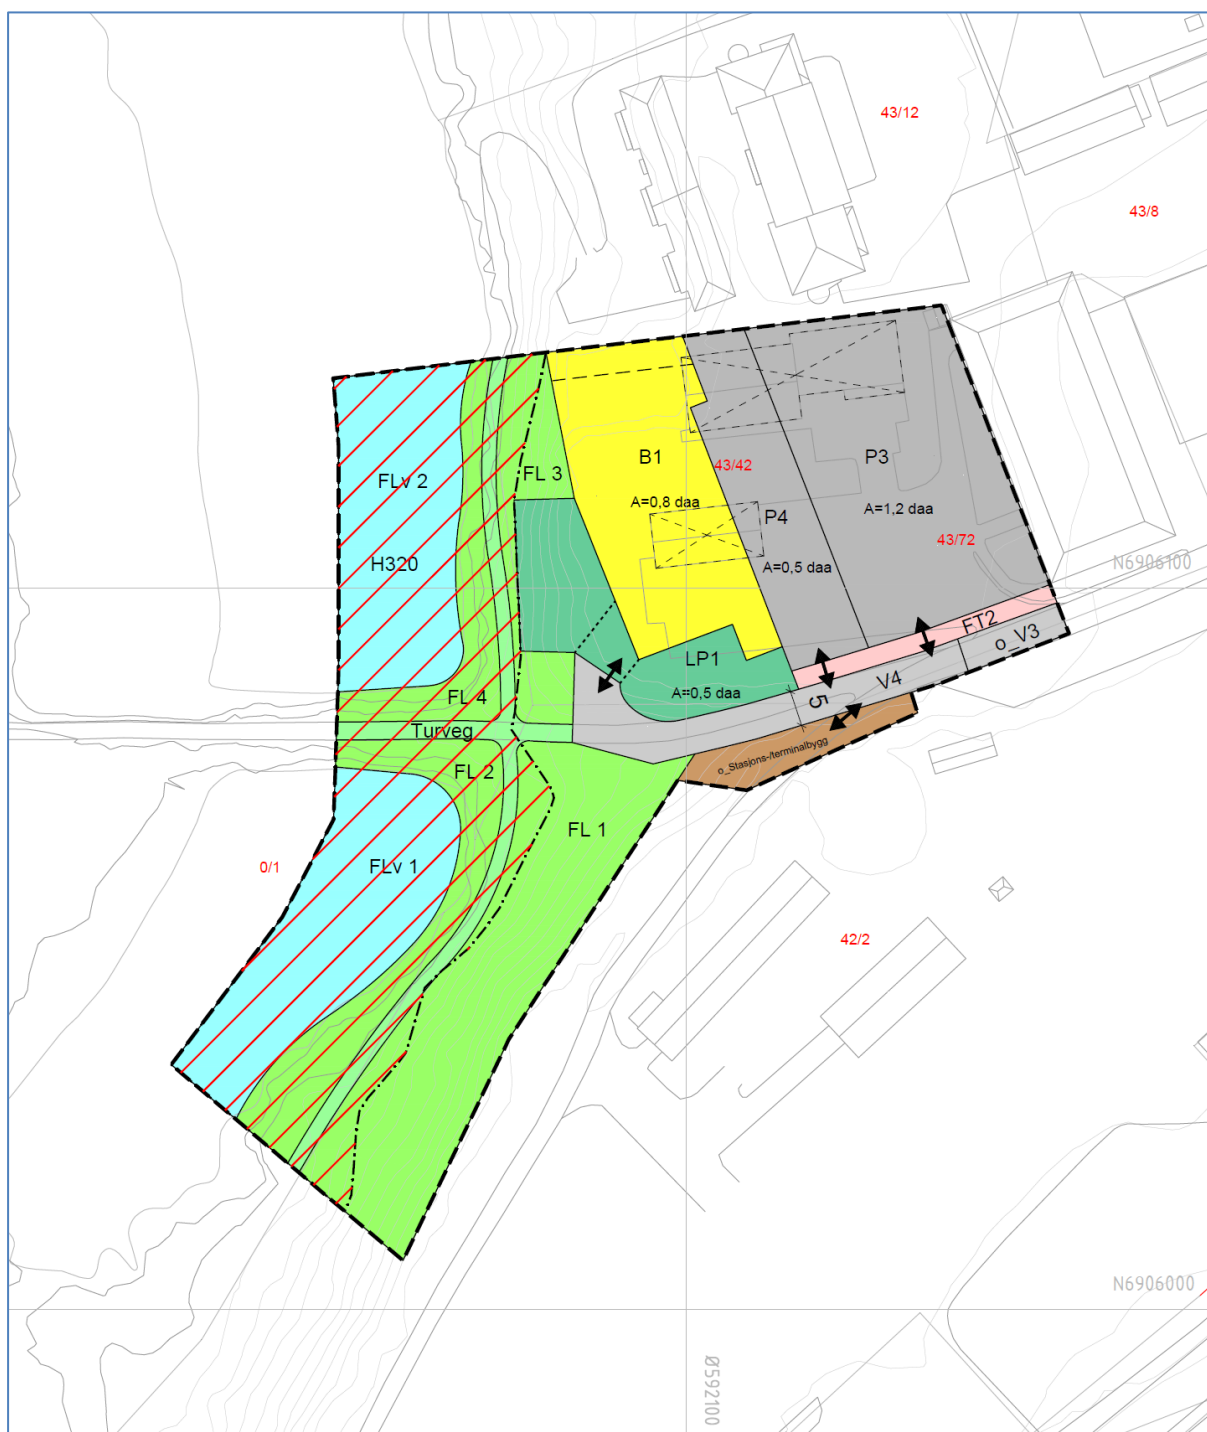 43/12
43/8
B1
P3
43/42
FL 3
FLv 2
A=0,8 daa
A=1,2 daa
P4
43/72
H320
A=0,5 daa
N6906100
FT2
o_V3
LP1
V4
A=0,5 daa
FL 4
5
Turveg
o_Stasjons-/terminalbygg
FL 2
FL 1
0/1
FLv 1
42/2
N6906000
Ø592100